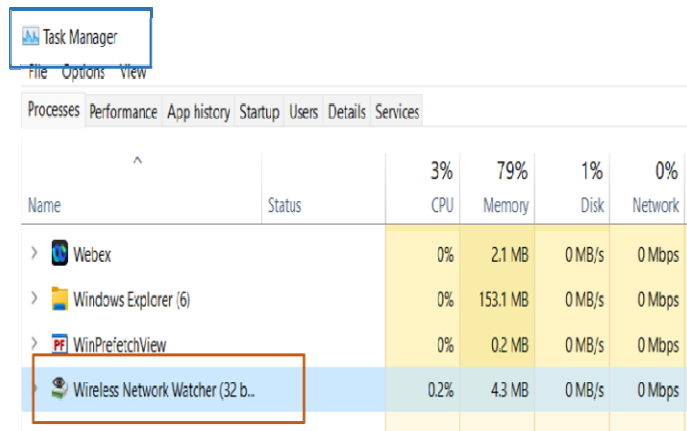 Task Manager
File Options View
Processes Performance App history Startup Users Details Services
3% 79% 1% 0%
Name Status CPU Memory Disk Network
Webex 0% 2.1 MB 0 MB/s 0 Mbps
Windows Explorer (6) 0% 153.1 MB 0 MB/s 0 Mbps
PF WinPrefetchView 0% 0.2 MB 0 MB/s 0 Mbps
Wireless Network Watcher (32 b... 0.2% 4.3 MB 0 MB/s 0 Mbps